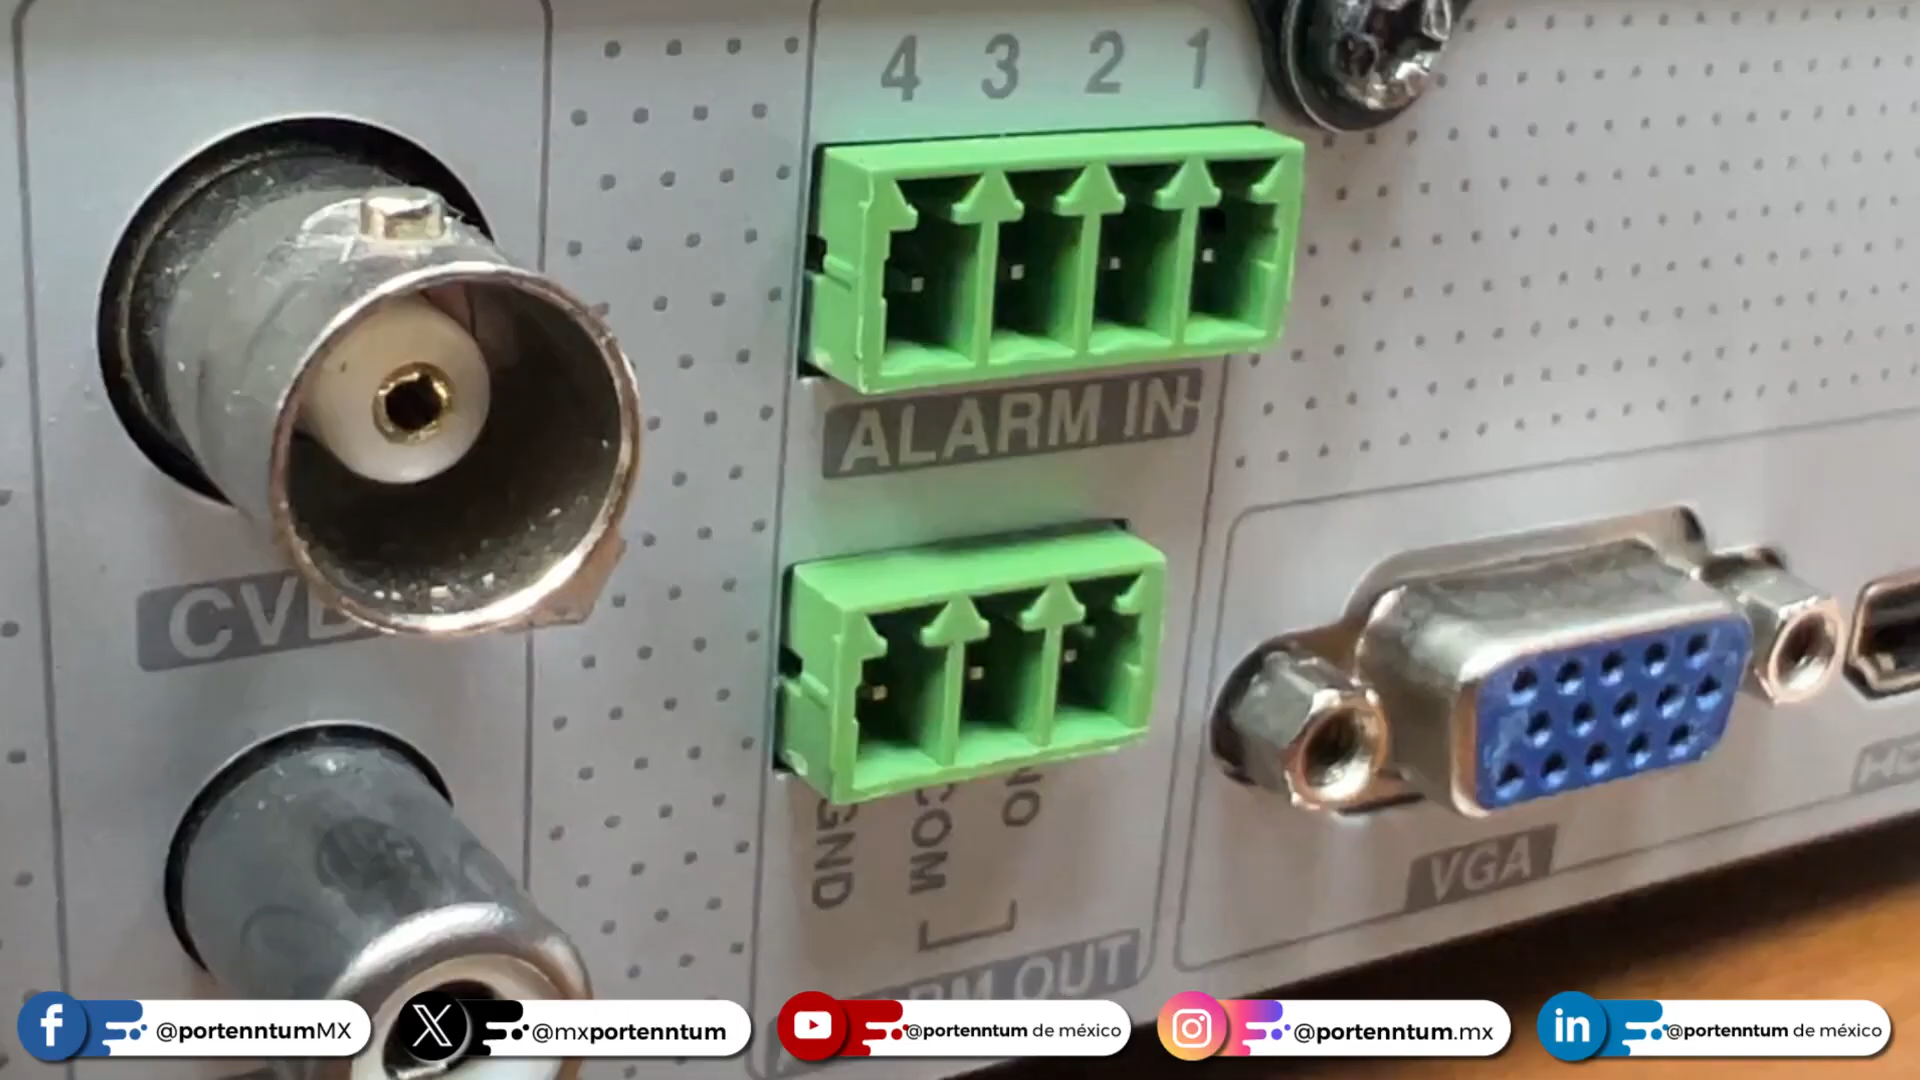 4 3 2 1
ALARM IN
GND
COM
NO
OUT
VGA
@portenntumMX
@mxportenntum
@portenntum de méxico
@portenntum.mx
@portenntum de méxico